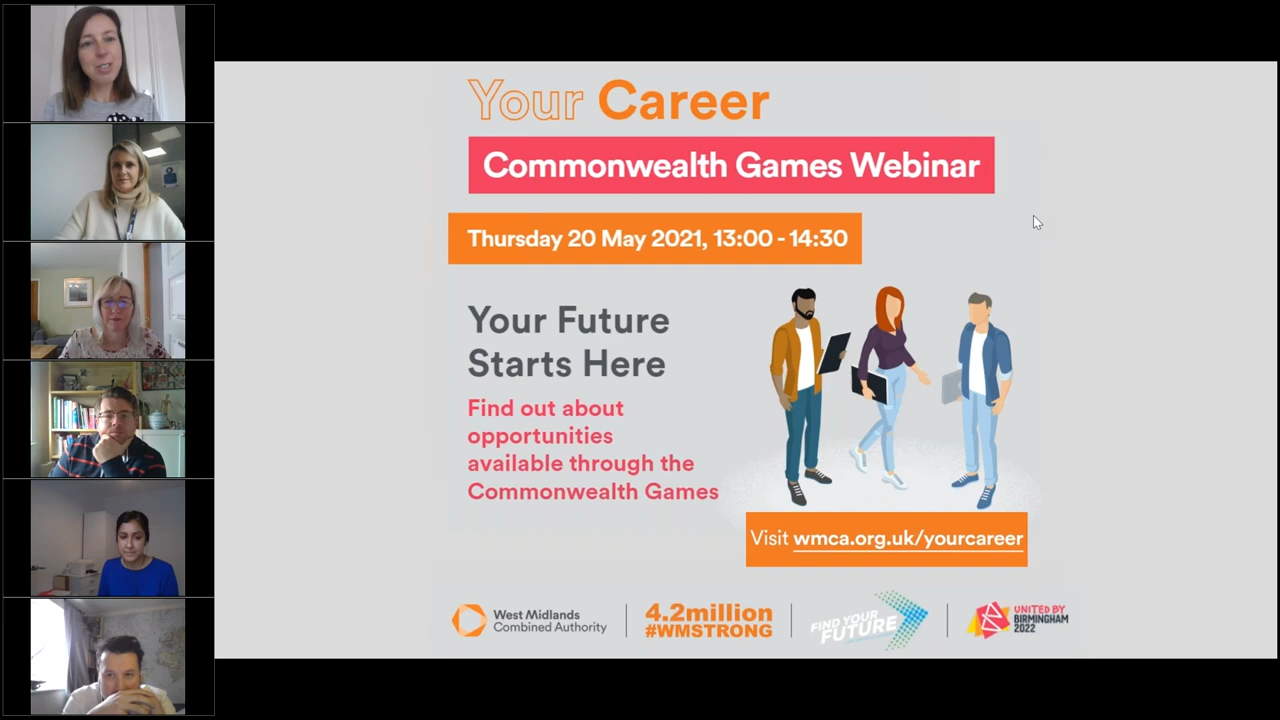 Your Career
Commonwealth Games Webinar
Thursday 20 May 2021, 13:00 - 14:30
Your Future
Starts Here
Find out about
opportunities
available through the
Commonwealth Games
Visit wmca.org.uk/yourcareer
West Midlands
Combined Authority
4.2million
#WMSTRONG
FIND YOUR
FUTURE
UNITED BY
BIRMINGHAM
2022